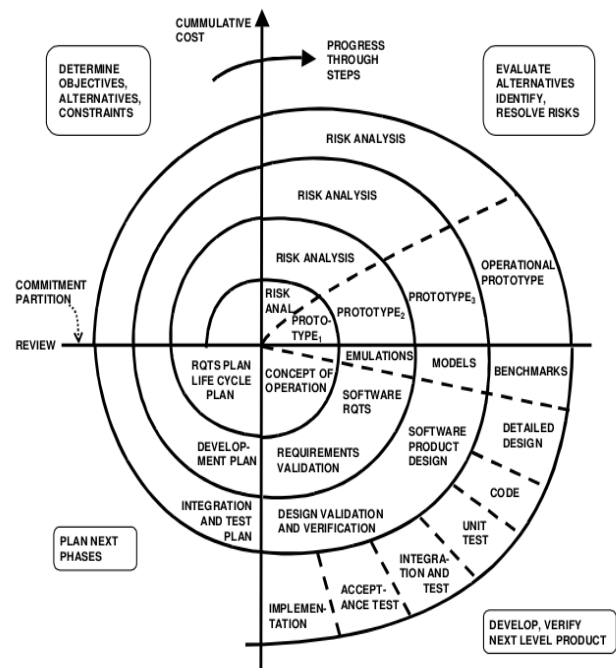 CUMMULATIVE
COST
PROGRESS
THROUGH
STEPS
DETERMINE
OBJECTIVES,
ALTERNATIVES,
CONSTRAINTS
EVALUATE
ALTERNATIVES
IDENTIFY,
RESOLVE RISKS
RISK ANALYSIS
RISK ANALYSIS
RISK ANALYSIS
RISK
ANAL.
COMMITMENT
PARTITION
OPERATIONAL
PROTOTYPE
PROTOTYPE3
PROTOTYPE2
PROTO-
TYPE1
REVIEW
EMULATIONS
MODELS
BENCHMARKS
RQTS PLAN
LIFE CYCLE
PLAN
CONCEPT OF
OPERATION
SOFTWARE
RQTS
SOFTWARE
PRODUCT
DESIGN
DETAILED
DESIGN
DEVELOP-
MENT PLAN
REQUIREMENTS
VALIDATION
CODE
UNIT
TEST
INTEGRATION
AND TEST
PLAN
DESIGN VALIDATION
AND VERIFICATION
INTEGRA-
TION AND
TEST
ACCEPT-
ANCE TEST
IMPLEMEN-
TATION
PLAN NEXT
PHASES
DEVELOP, VERIFY
NEXT LEVEL PRODUCT